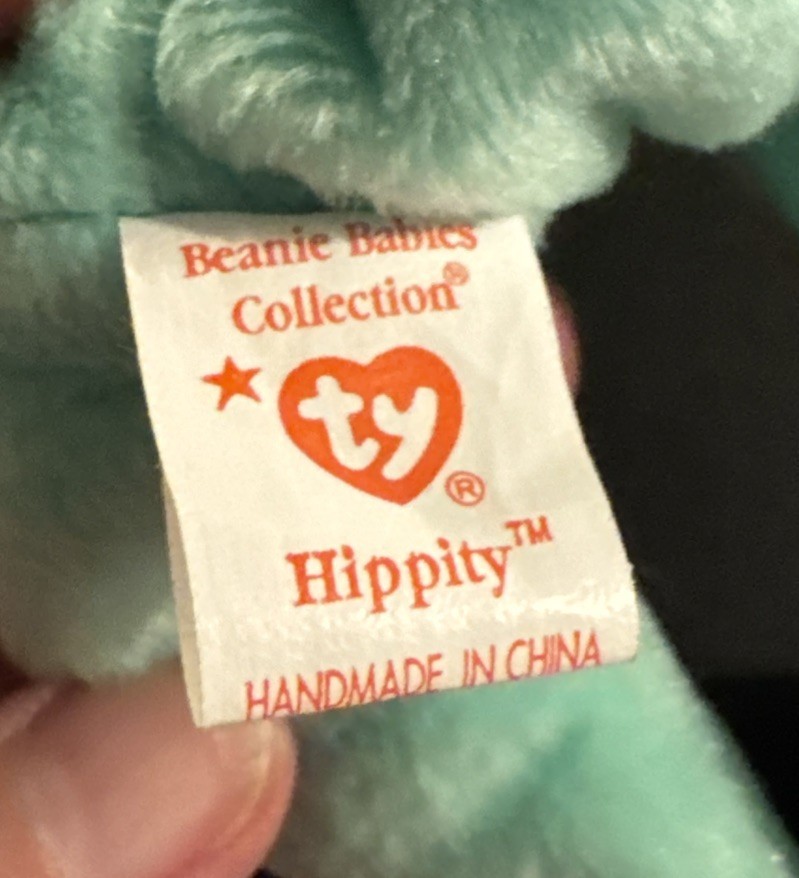 Beanie Babies
Collection®
ty®
Hippity™
HANDMADE IN CHINA